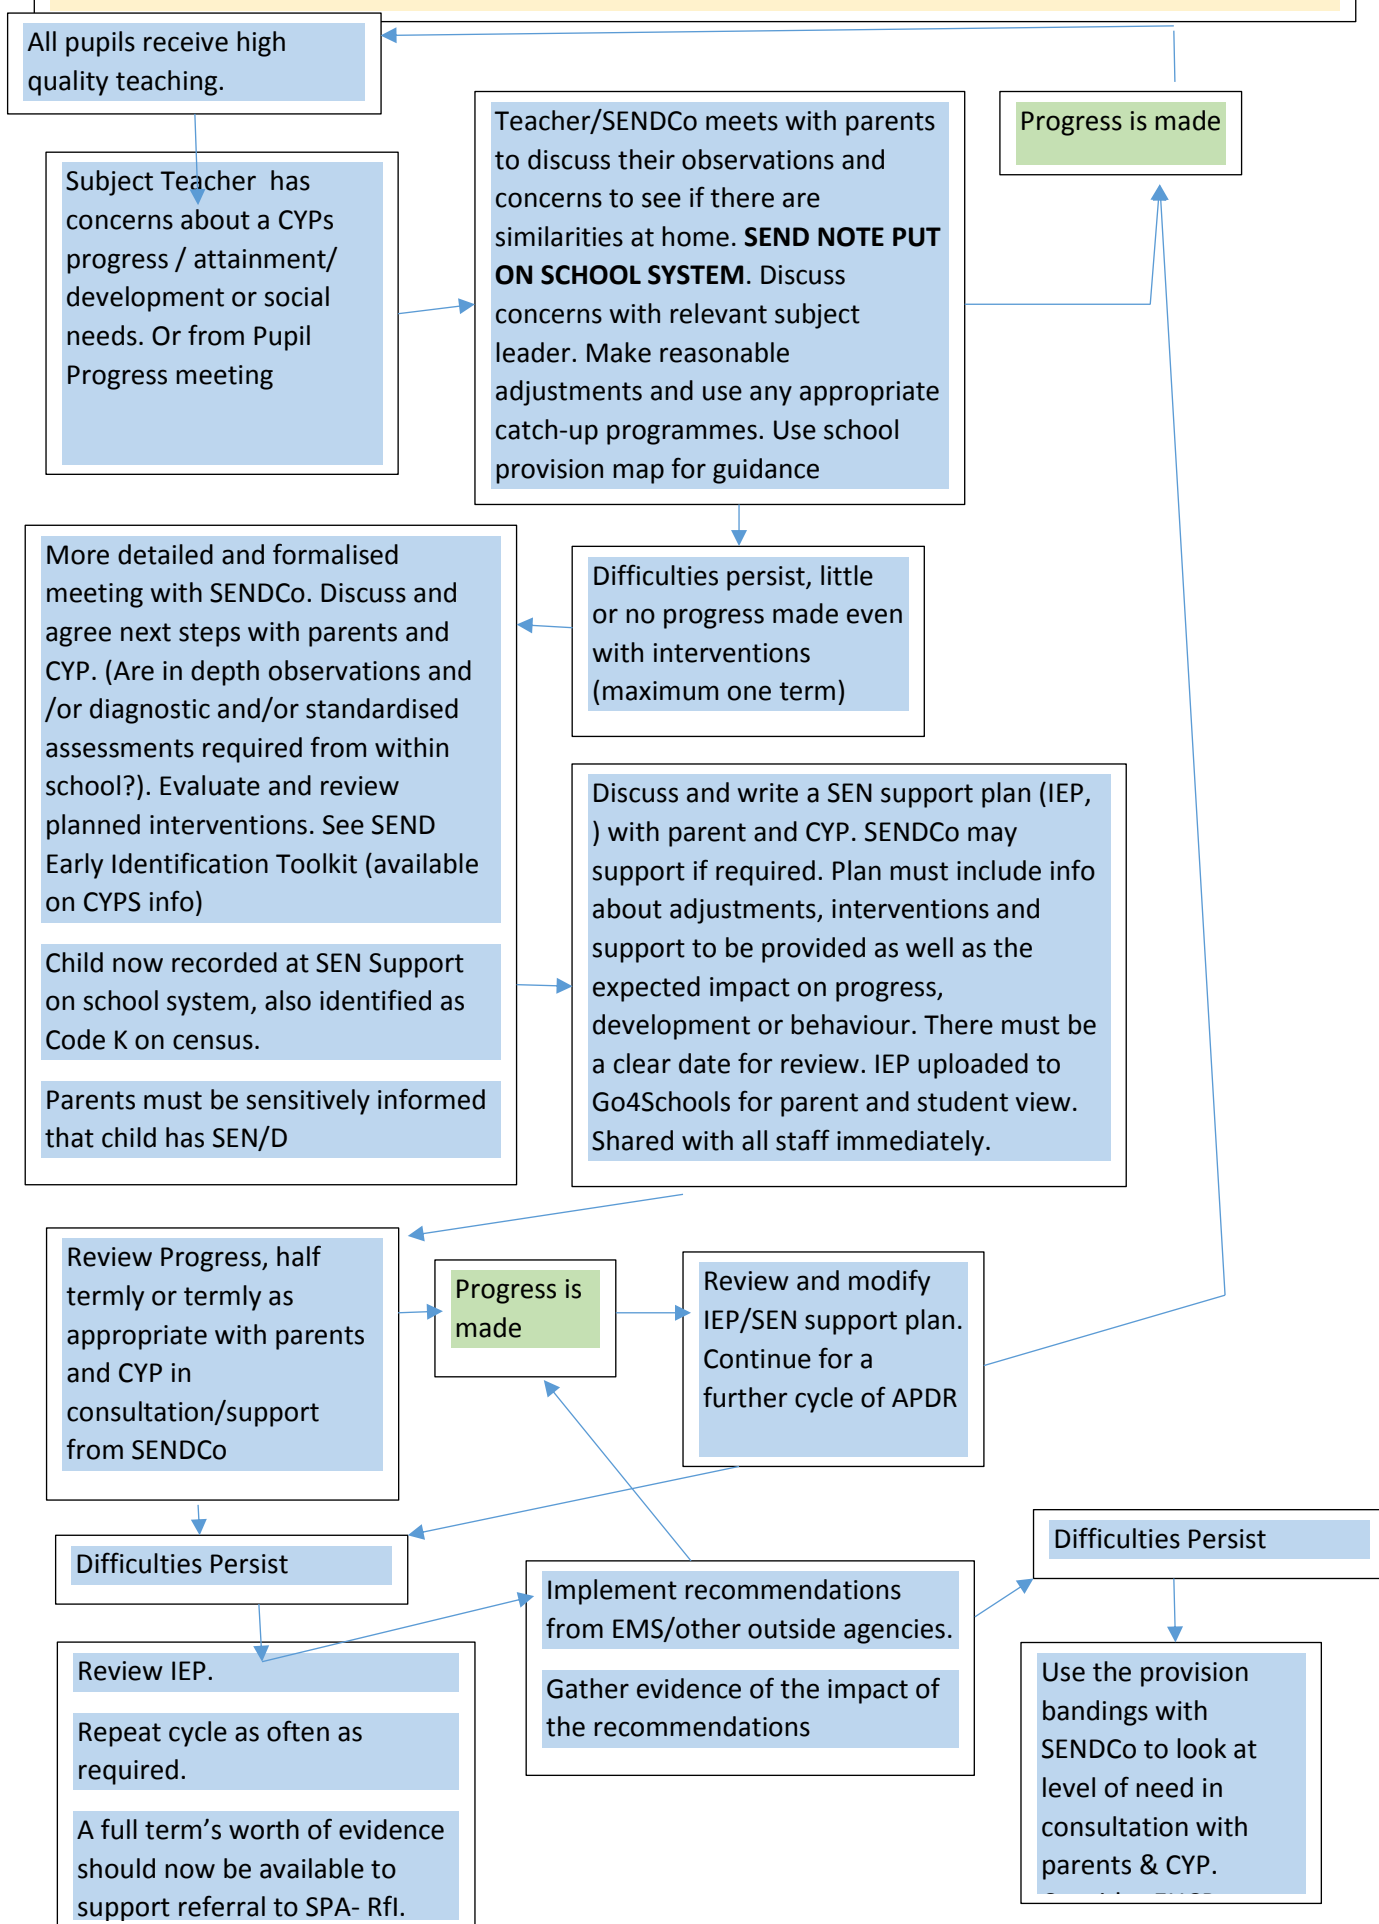 All pupils receive high
quality teaching.
Progress is made
Teacher/SENDCo meets with parents
to discuss their observations and
concerns to see if there are
similarities at home. SEND NOTE PUT
ON SCHOOL SYSTEM. Discuss
concerns with relevant subject
leader. Make reasonable
adjustments and use any appropriate
catch-up programmes. Use school
provision map for guidance
Subject Teacher has
concerns about a CYPs
progress / attainment/
development or social
needs. Or from Pupil
Progress meeting
More detailed and formalised
meeting with SENDCo. Discuss and
agree next steps with parents and
CYP. (Are in depth observations and
/or diagnostic and/or standardised
assessments required from within
school?). Evaluate and review
planned interventions. See SEND
Early Identification Toolkit (available
on CYPS info)
Child now recorded at SEN Support
on school system, also identified as
Code K on census.
Parents must be sensitively informed
that child has SEN/D
Difficulties persist, little
or no progress made even
with interventions
(maximum one term)
Discuss and write a SEN support plan (IEP,
) with parent and CYP. SENDCo may
support if required. Plan must include info
about adjustments, interventions and
support to be provided as well as the
expected impact on progress,
development or behaviour. There must be
a clear date for review. IEP uploaded to
Go4Schools for parent and student view.
Shared with all staff immediately.
Review Progress, half
termly or termly as
appropriate with parents
and CYP in
consultation/support
from SENDCo
Progress is
made
Review and modify
IEP/SEN support plan.
Continue for a
further cycle of APDR
Difficulties Persist
Difficulties Persist
Implement recommendations
from EMS/other outside agencies.
Gather evidence of the impact of
the recommendations
Review IEP.
Repeat cycle as often as
required.
A full term’s worth of evidence
should now be available to
support referral to SPA- RfI.
Use the provision
bandings with
SENDCo to look at
level of need in
consultation with
parents & CYP.